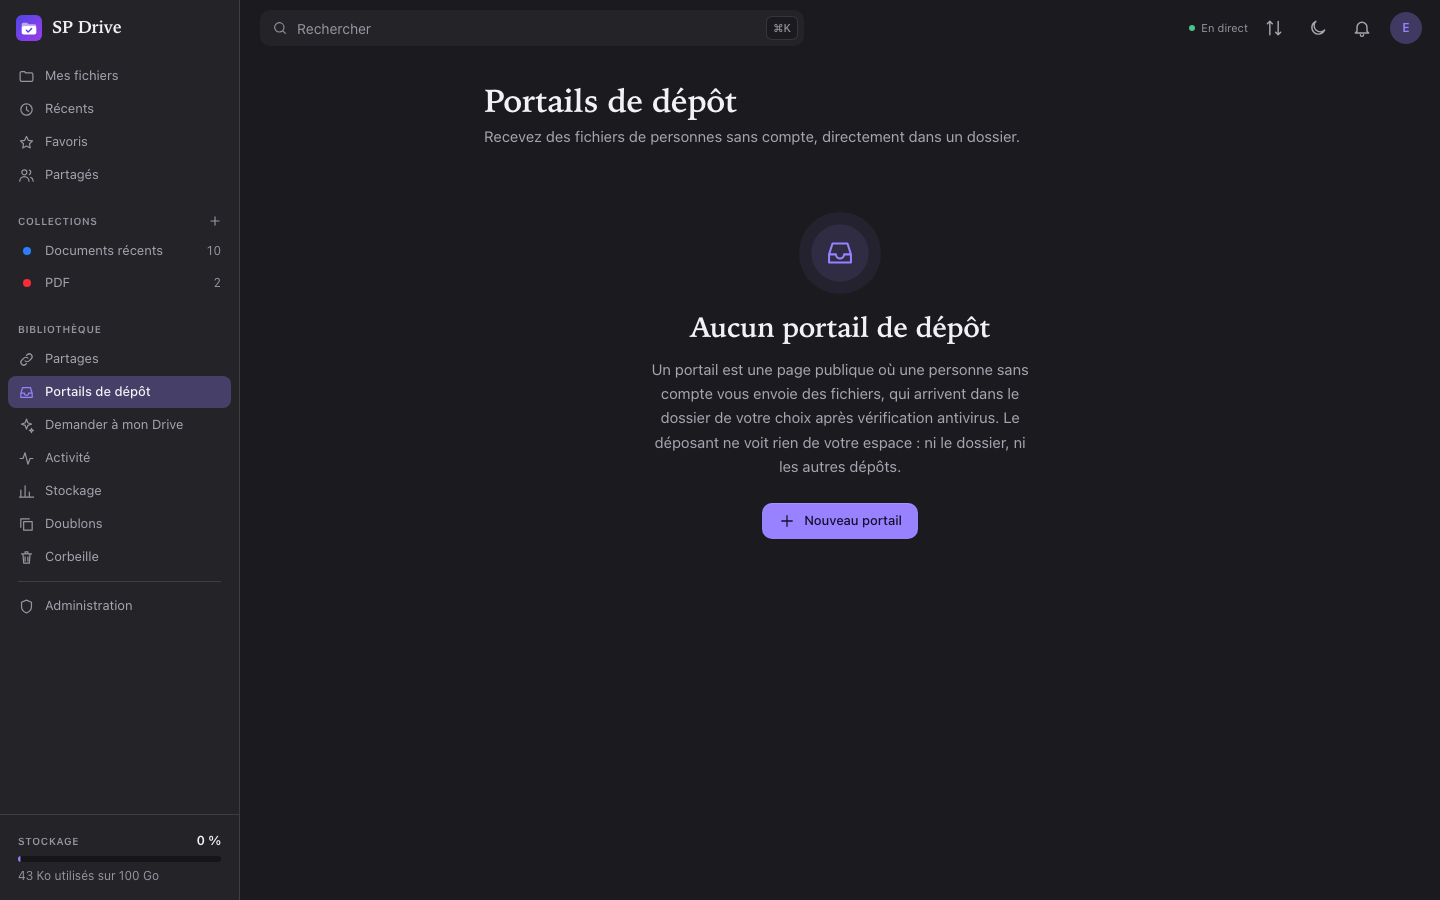 SP Drive
Rechercher
⌘K
En direct
E
Mes fichiers
Récents
Favoris
Partagés
COLLECTIONS
Documents récents 10
PDF 2
BIBLIOTHÈQUE
Partages
Portails de dépôt
Demander à mon Drive
Activité
Stockage
Doublons
Corbeille
Administration
STOCKAGE 0 %
43 Ko utilisés sur 100 Go
Portails de dépôt
Recevez des fichiers de personnes sans compte, directement dans un dossier.
Aucun portail de dépôt
Un portail est une page publique où une personne sans
compte vous envoie des fichiers, qui arrivent dans le
dossier de votre choix après vérification antivirus. Le
déposant ne voit rien de votre espace : ni le dossier, ni
les autres dépôts.
Nouveau portail